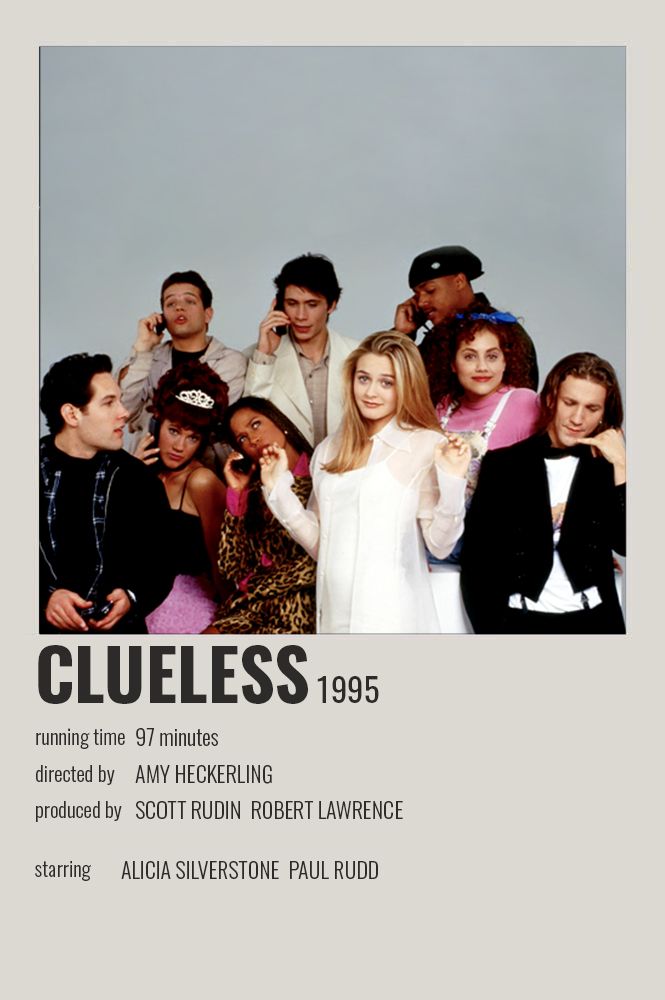 CLUELESS 1995
running time 97 minutes
directed by AMY HECKERLING
produced by SCOTT RUDIN ROBERT LAWRENCE
starring ALICIA SILVERSTONE PAUL RUDD